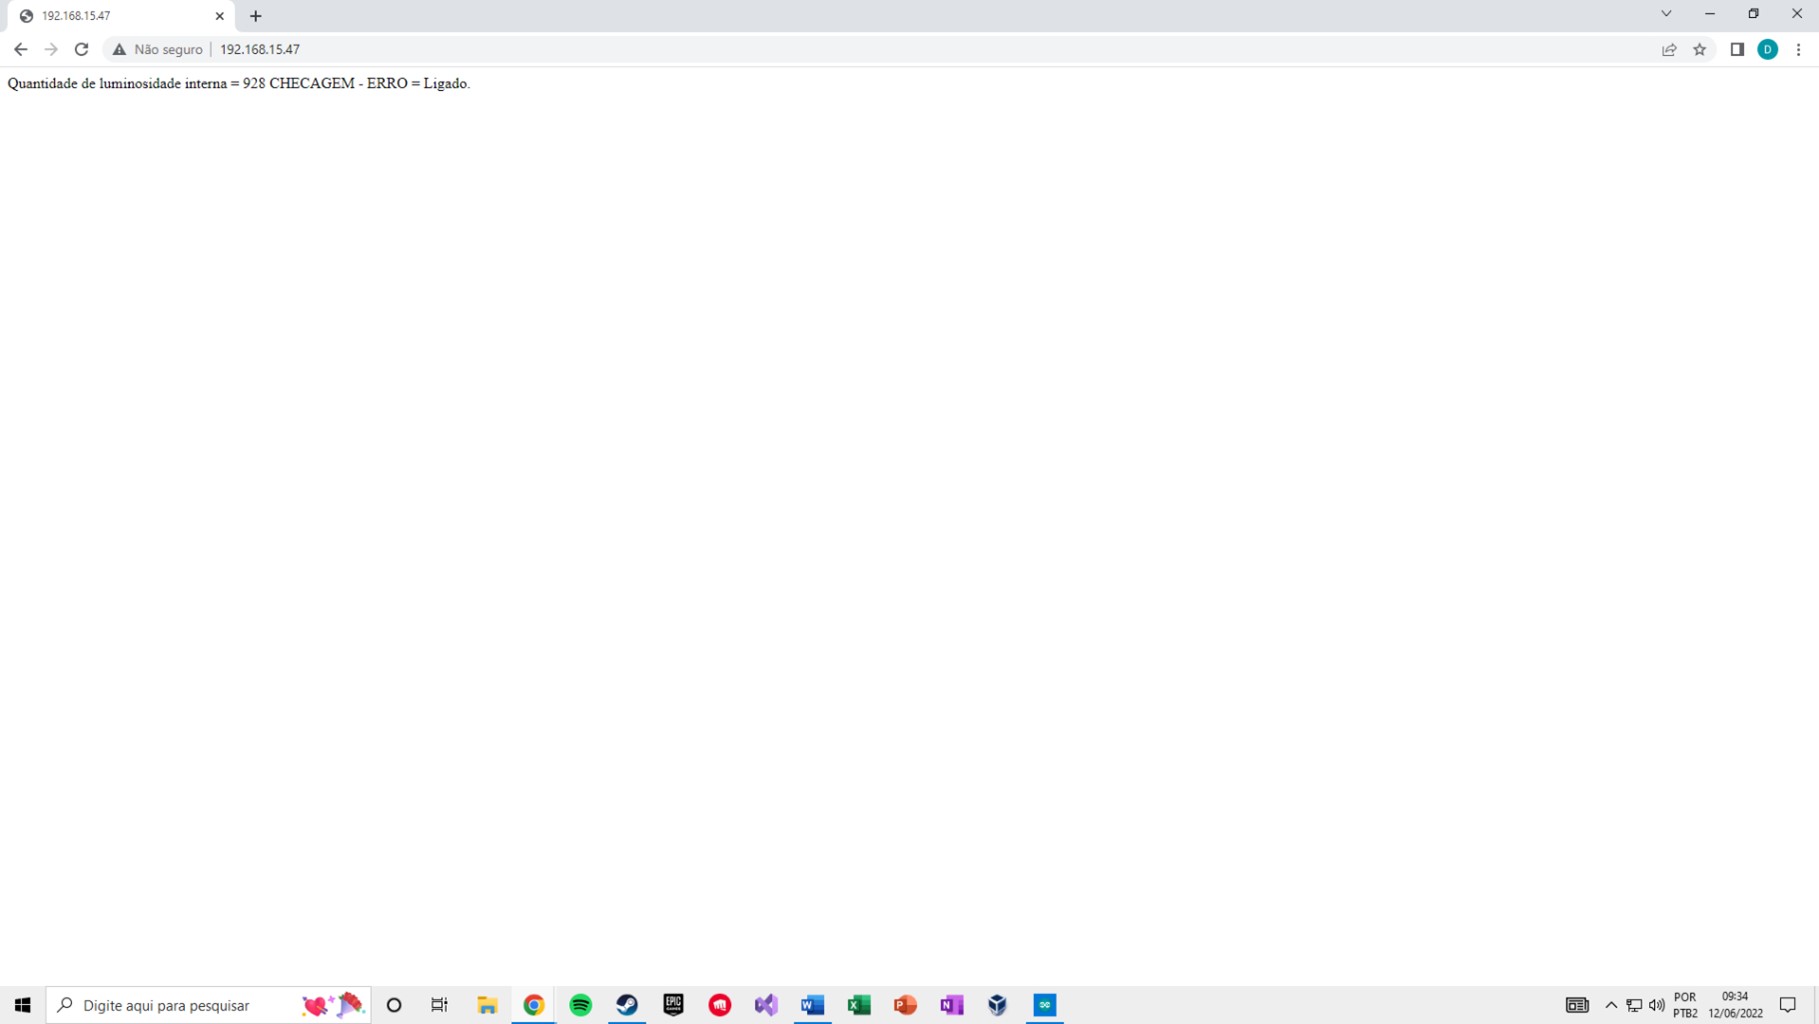 192.168.15.47
Não seguro | 192.168.15.47
Quantidade de luminosidade interna = 928 CHECAGEM - ERRO = Ligado.
Digite aqui para pesquisar
EPIC GAMES
POR
PTB2
09:34
12/06/2022